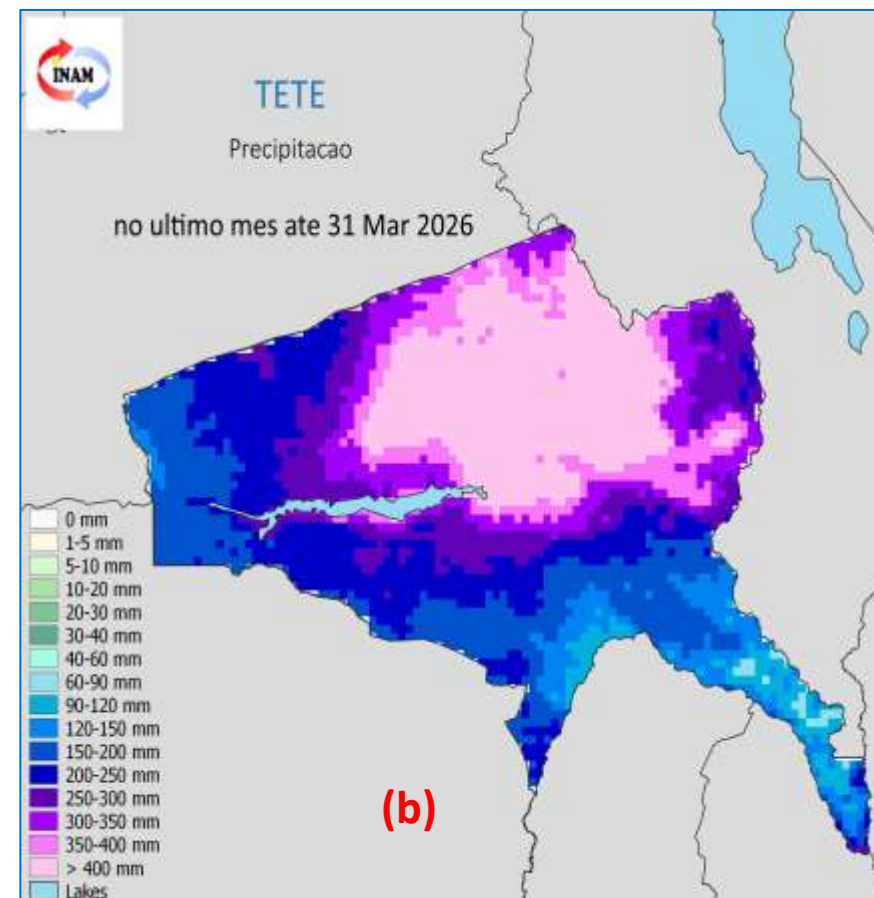 INAM
TETE
Precipitacao
no ultimo mes ate 31 Mar 2026
0 mm
1-5 mm
5-10 mm
10-20 mm
20-30 mm
30-40 mm
40-60 mm
60-90 mm
90-120 mm
120-150 mm
150-200 mm
200-250 mm
250-300 mm
300-350 mm
350-400 mm
> 400 mm
Lakes
(b)